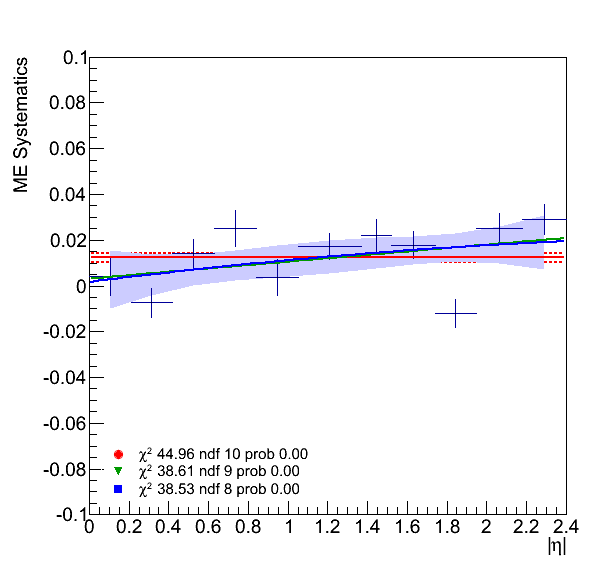 ME Systematics
0.1
0.08
0.06
0.04
0.02
0
-0.02
-0.04
-0.06
-0.08
-0.1
χ² 44.96 ndf 10 prob 0.00
χ² 38.61 ndf 9 prob 0.00
χ² 38.53 ndf 8 prob 0.00
0 0.2 0.4 0.6 0.8 1 1.2 1.4 1.6 1.8 2 2.2 2.4
|η|